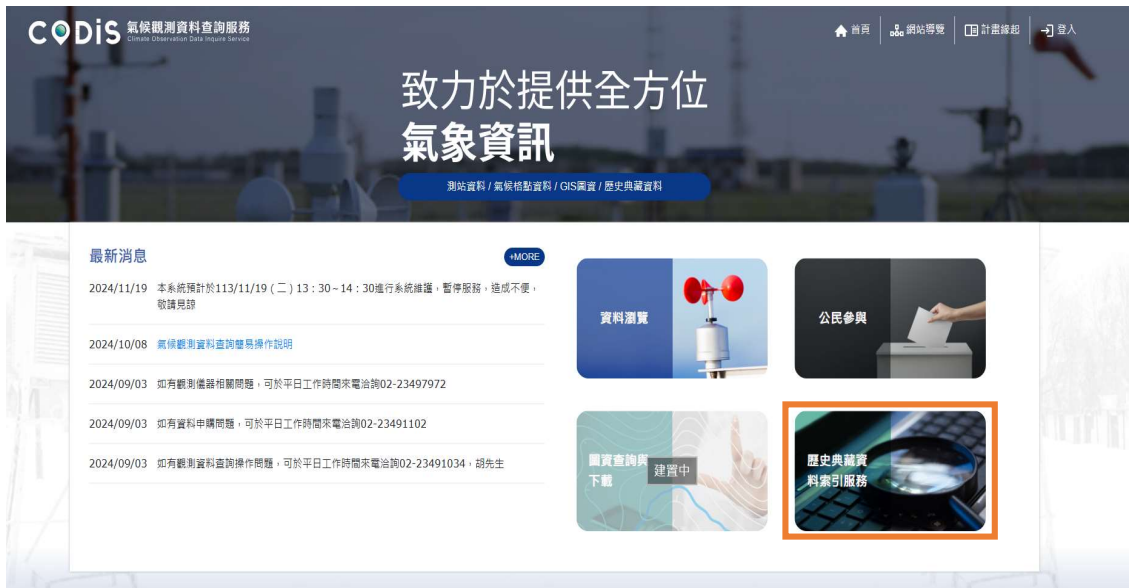 CODiS 氣候觀測資料查詢服務
Climate Observation Data Inquire Service
首頁
網站導覽
計畫緣起
登入
致力於提供全方位
氣象資訊
測站資料 / 氣候格點資料 / GIS圖資 / 歷史典藏資料
最新消息
+MORE
2024/11/19 本系統預計於113/11/19 ( 二 ) 13:30~14:30進行系統維護，暫停服務，造成不便，
敬請見諒
2024/10/08 氣候觀測資料查詢簡易操作說明
2024/09/03 如有觀測儀器相關問題，可於平日工作時間來電洽詢02-23497972
2024/09/03 如有資料申購問題，可於平日工作時間來電洽詢02-23491102
2024/09/03 如有觀測資料查詢操作問題，可於平日工作時間來電洽詢02-23491034，胡先生
資料瀏覽
公民參與
圖資查詢與
下載
建置中
歷史典藏資
料索引服務